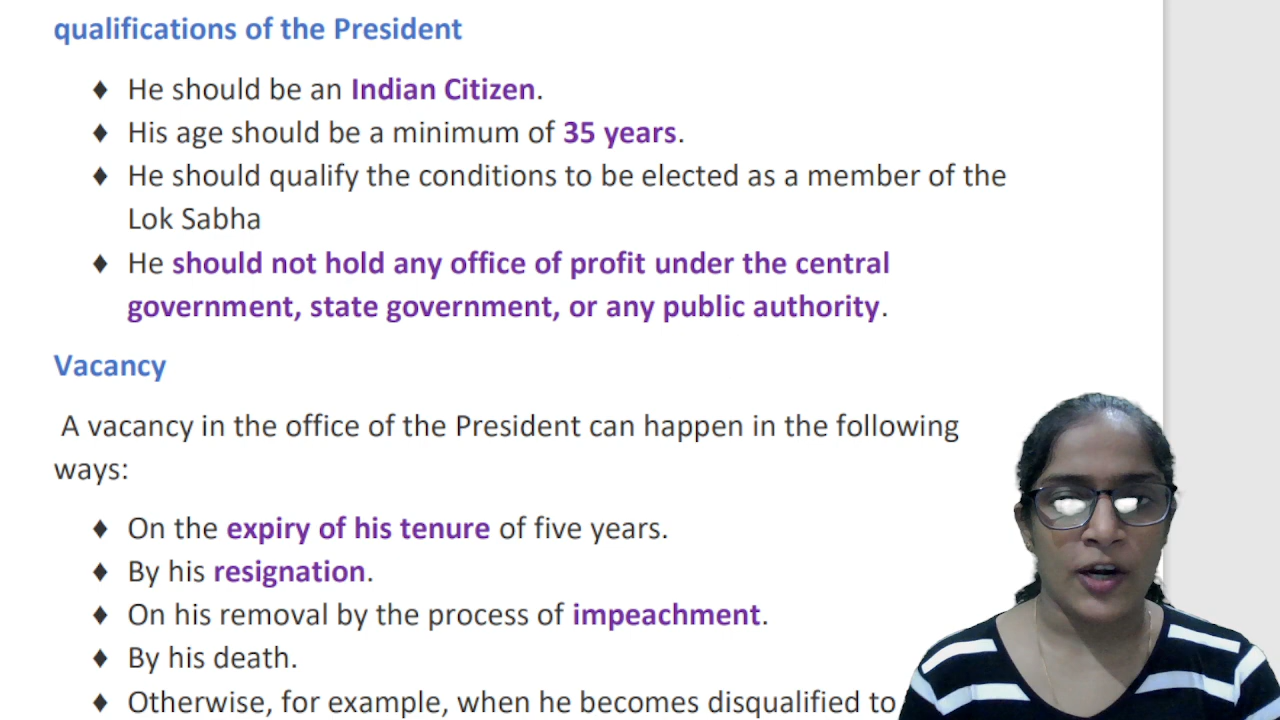 qualifications of the President
♦ He should be an Indian Citizen.
♦ His age should be a minimum of 35 years.
♦ He should qualify the conditions to be elected as a member of the
Lok Sabha
♦ He should not hold any office of profit under the central
government, state government, or any public authority.
Vacancy
A vacancy in the office of the President can happen in the following
ways:
♦ On the expiry of his tenure of five years.
♦ By his resignation.
♦ On his removal by the process of impeachment.
♦ By his death.
♦ Otherwise, for example, when he becomes disqualified to